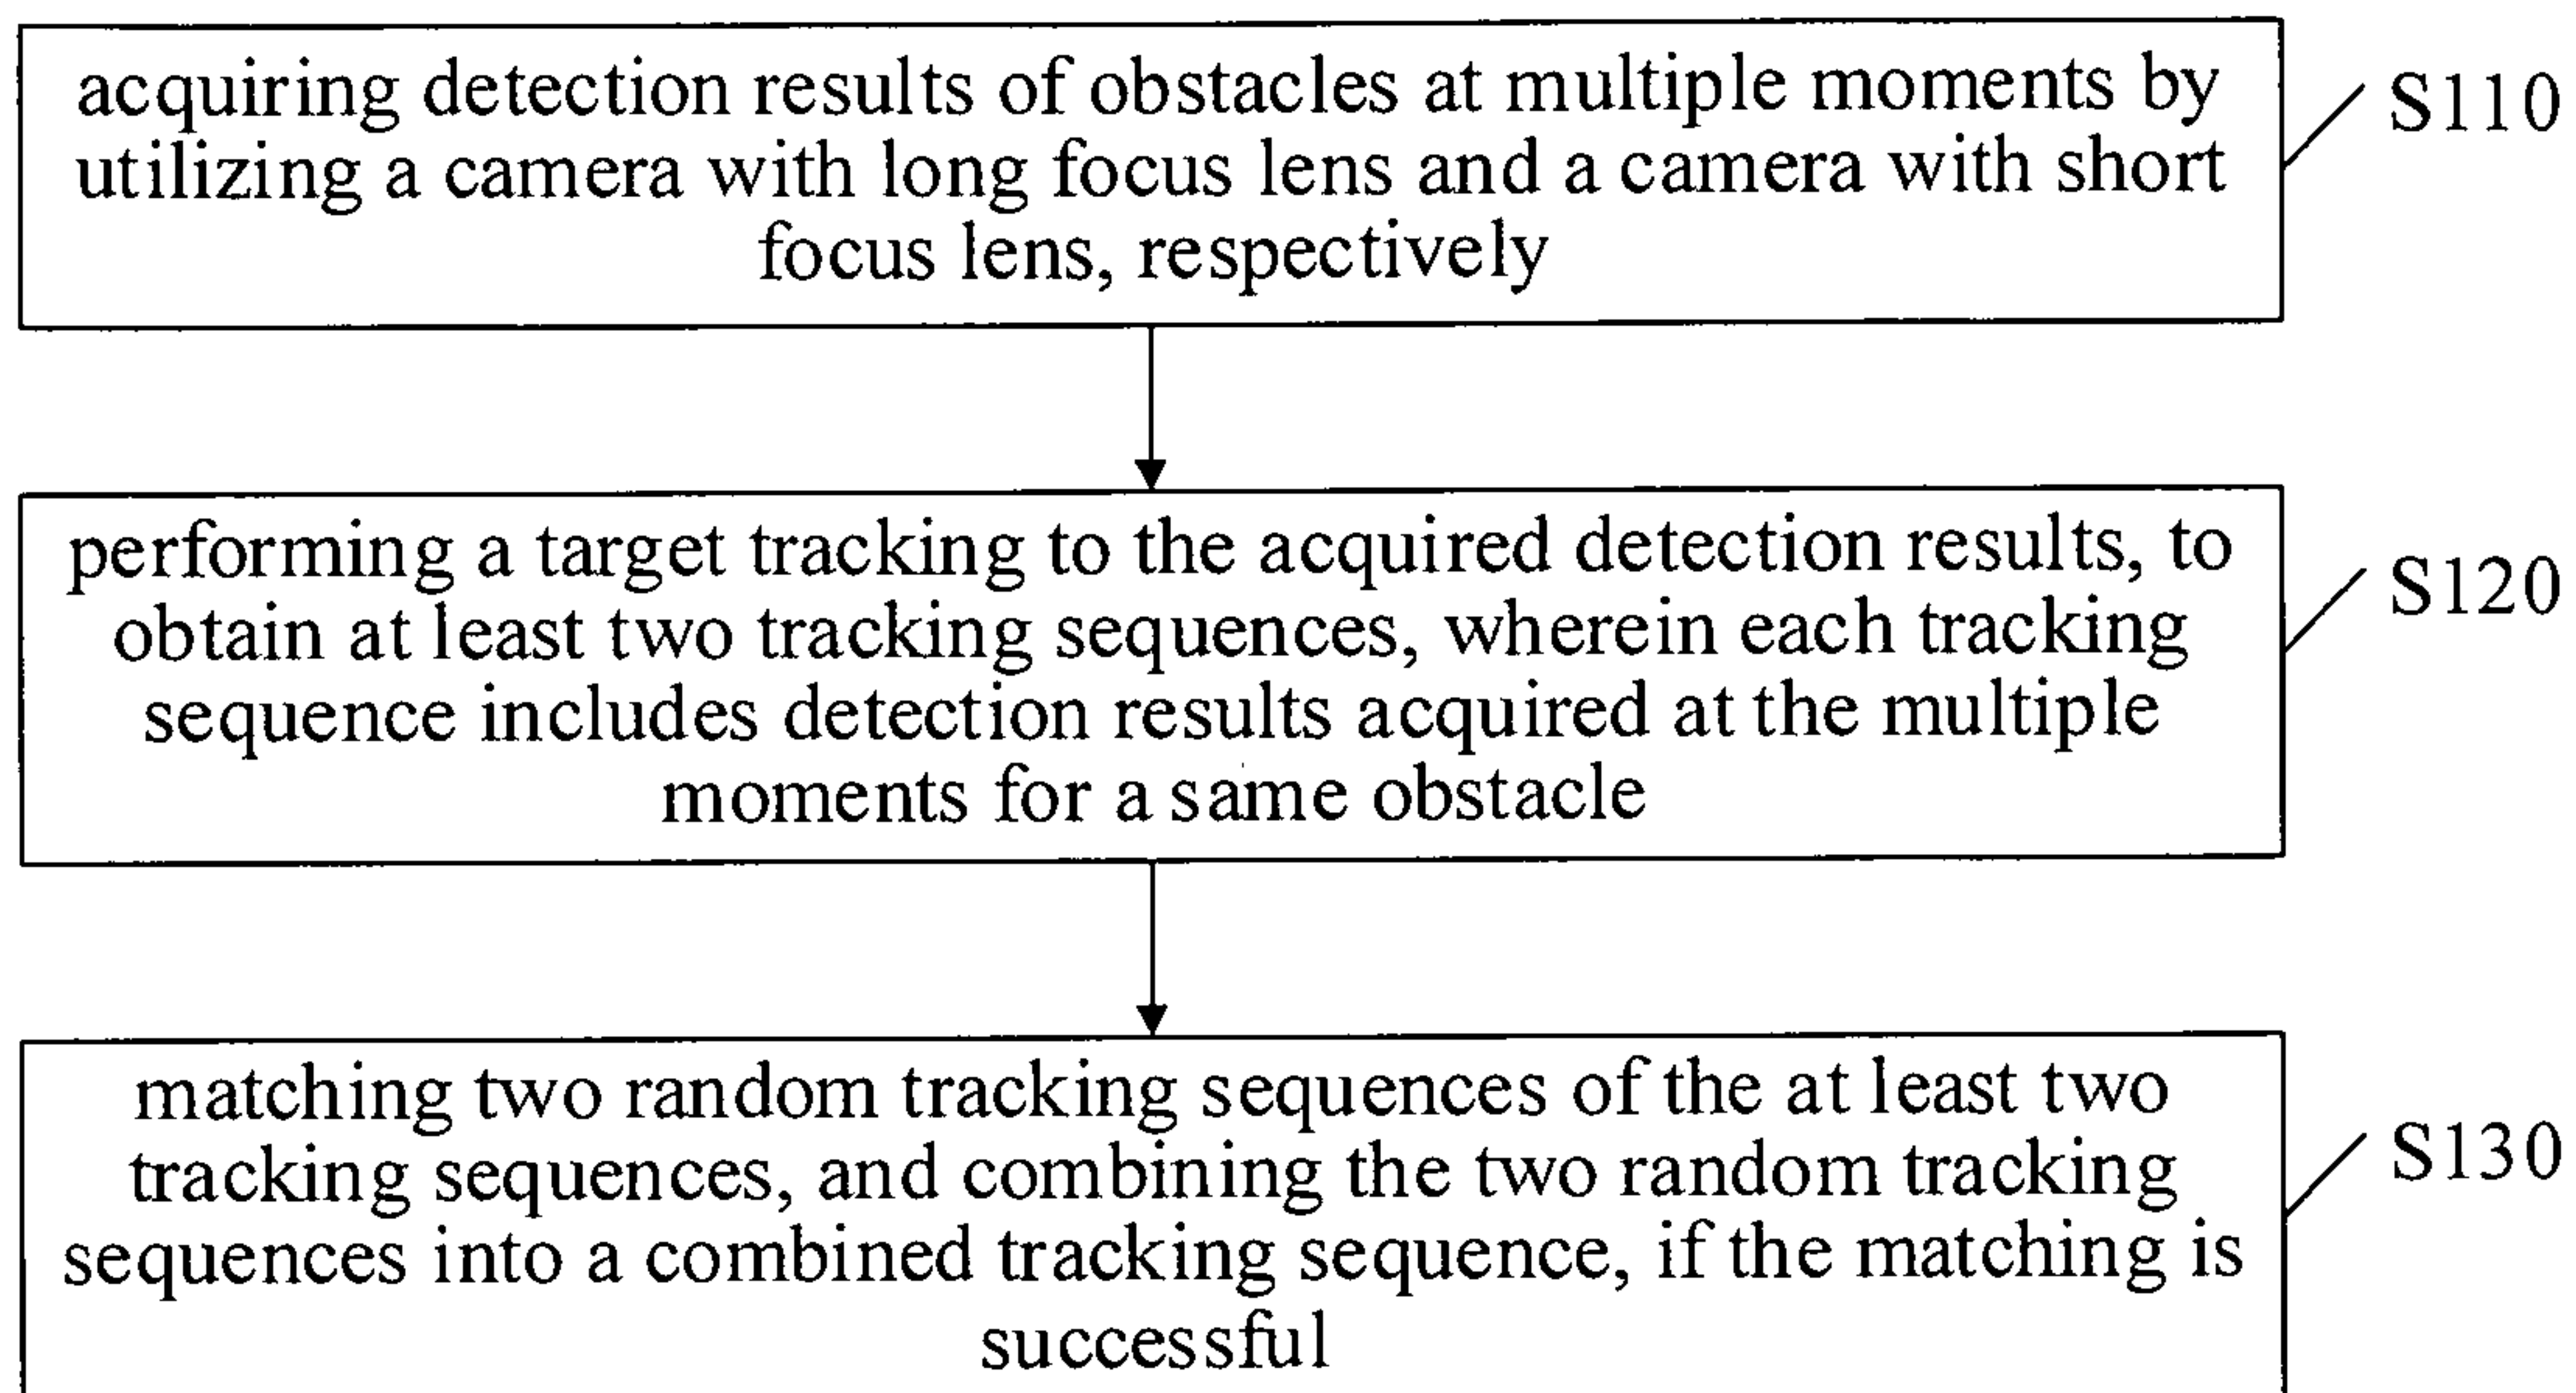 acquiring detection results of obstacles at multiple moments by
utilizing a camera with long focus lens and a camera with short
focus lens, respectively
S110
performing a target tracking to the acquired detection results, to
obtain at least two tracking sequences, wherein each tracking
sequence includes detection results acquired at the multiple
moments for a same obstacle
S120
matching two random tracking sequences of the at least two
tracking sequences, and combining the two random tracking
sequences into a combined tracking sequence, if the matching is
successful
S130